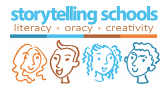 storytelling schools
literacy • oracy • creativity